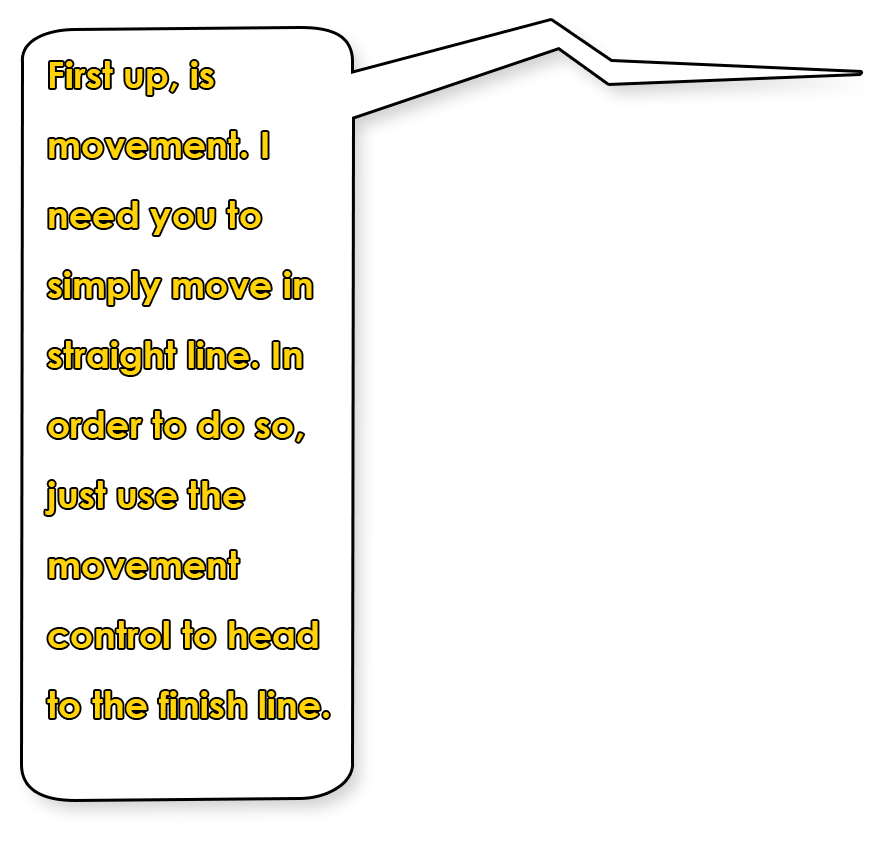 First up, is
movement. I
need you to
simply move in
straight line. In
order to do so,
just use the
movement
control to head
to the finish line.